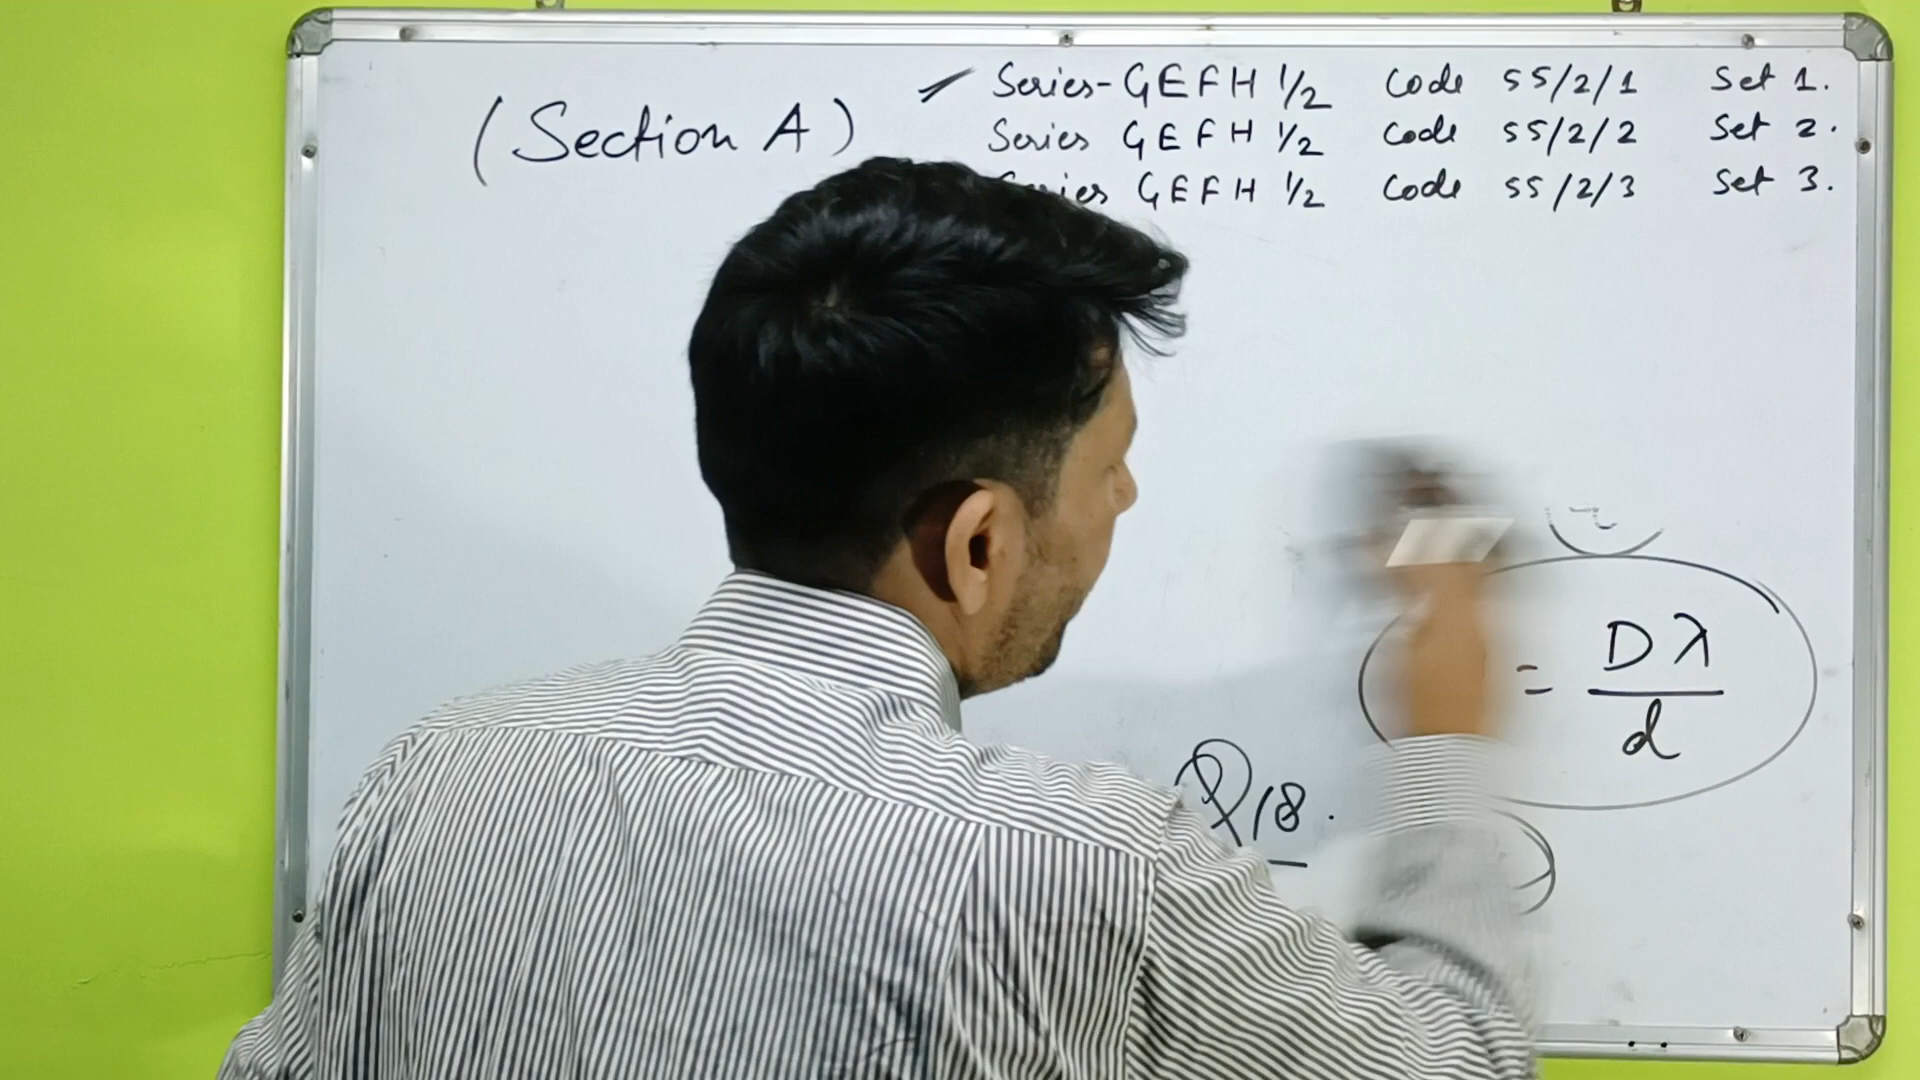 (Section A)
Series-GEFH 1/2 Code 55/2/1 Set 1.
Series GEFH 1/2 Code 55/2/2 Set 2.
Series GEFH 1/2 Code 55/2/3 Set 3.
= Dλ
d
18.